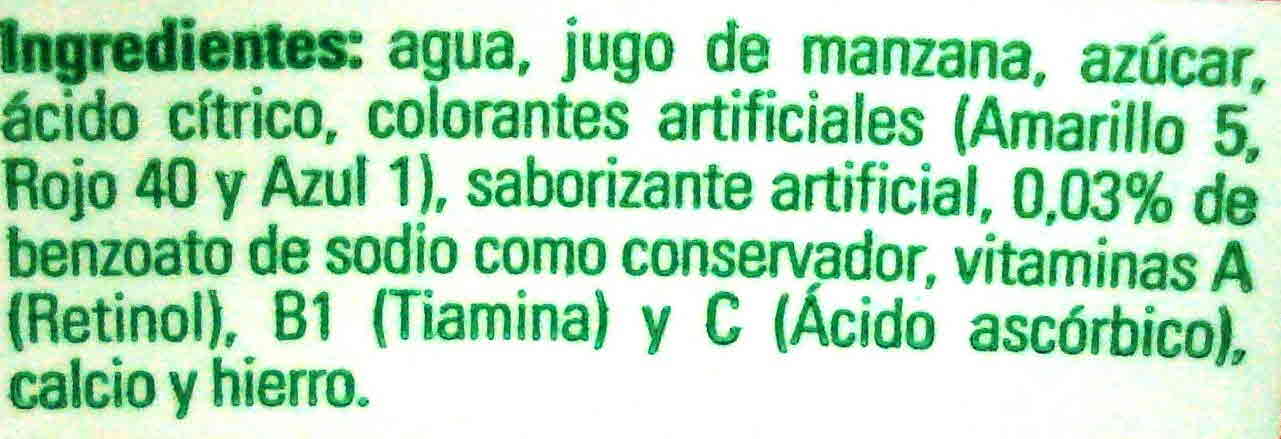 Ingredientes: agua, jugo de manzana, azúcar,
ácido cítrico, colorantes artificiales (Amarillo 5,
Rojo 40 y Azul 1), saborizante artificial, 0,03% de
benzoato de sodio como conservador, vitaminas A
(Retinol), B1 (Tiamina) y C (Ácido ascórbico),
calcio y hierro.